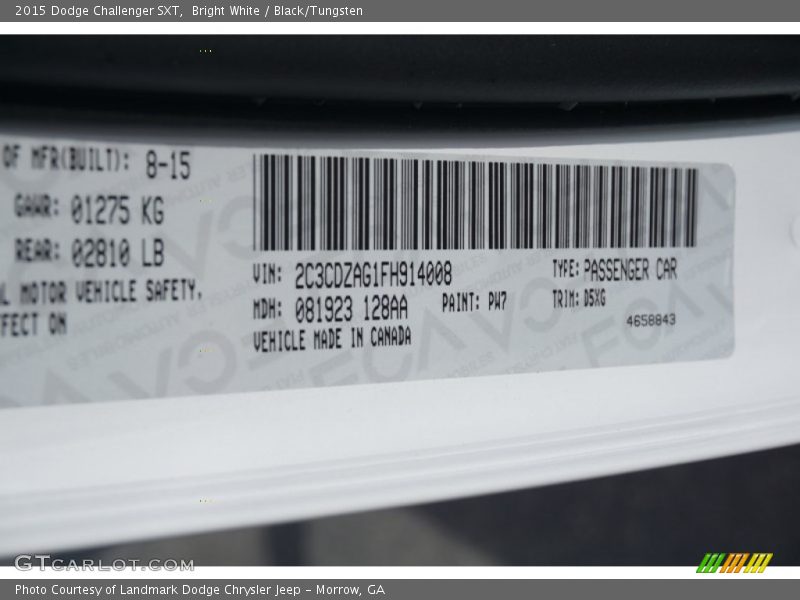 2015 Dodge Challenger SXT,  Bright White / Black/Tungsten
OF MFR(BUILT): 8-15
GAWR: 01275 KG
REAR: 02810 LB
L MOTOR VEHICLE SAFETY,
FFECT ON
VIN: 2C3CDZAG1FH914008 TYPE: PASSENGER CAR
MDH: 081923 128AA PAINT: PW7 TRIM: D5XG
VEHICLE MADE IN CANADA
4658843
GTCARLOT.COM
Photo Courtesy of Landmark Dodge Chrysler Jeep – Morrow, GA